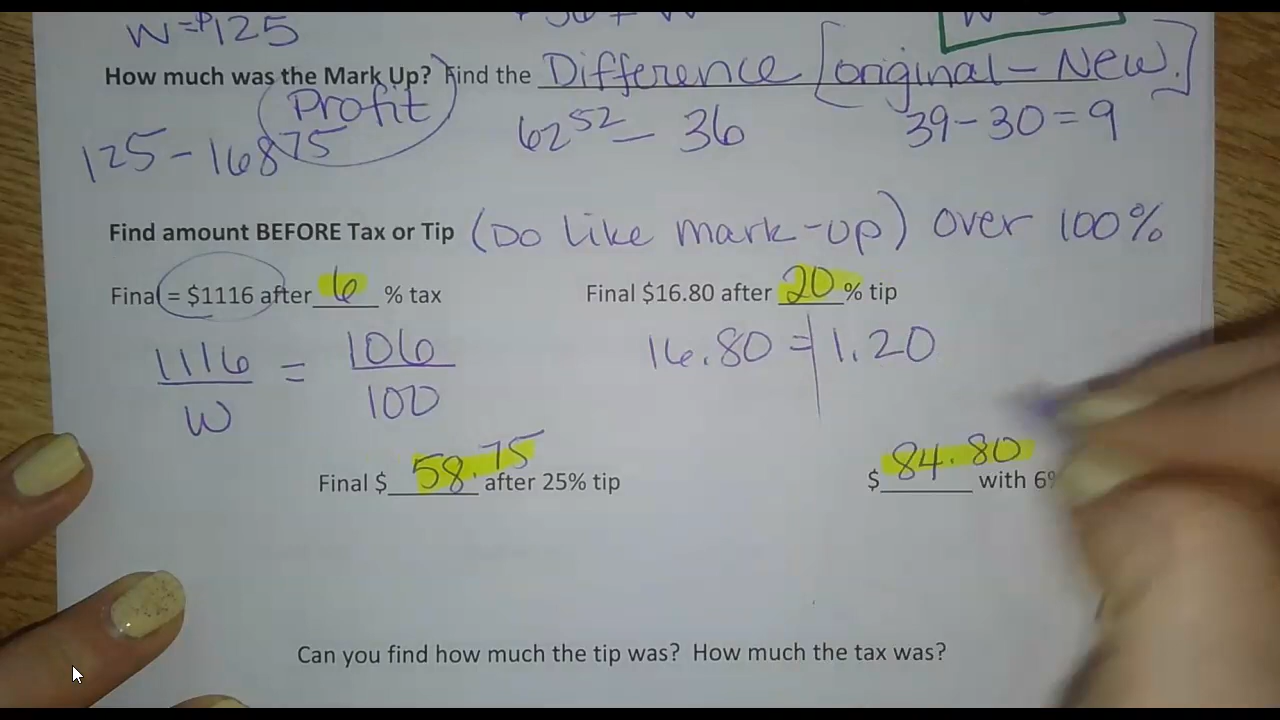 W = $125
How much was the Mark Up? Find the Difference [original - New.]
Profit
125 - 168 75
62 52 - 36
39 - 30 = 9
Find amount BEFORE Tax or Tip (Do like mark-up) over 100%
Final = $1116 after 6 % tax
Final $16.80 after 20 % tip
1116 / W = 106 / 100
16.80 = 1.20
Final $ 58.75 after 25% tip
$ 84.80 with 6%
Can you find how much the tip was? How much the tax was?